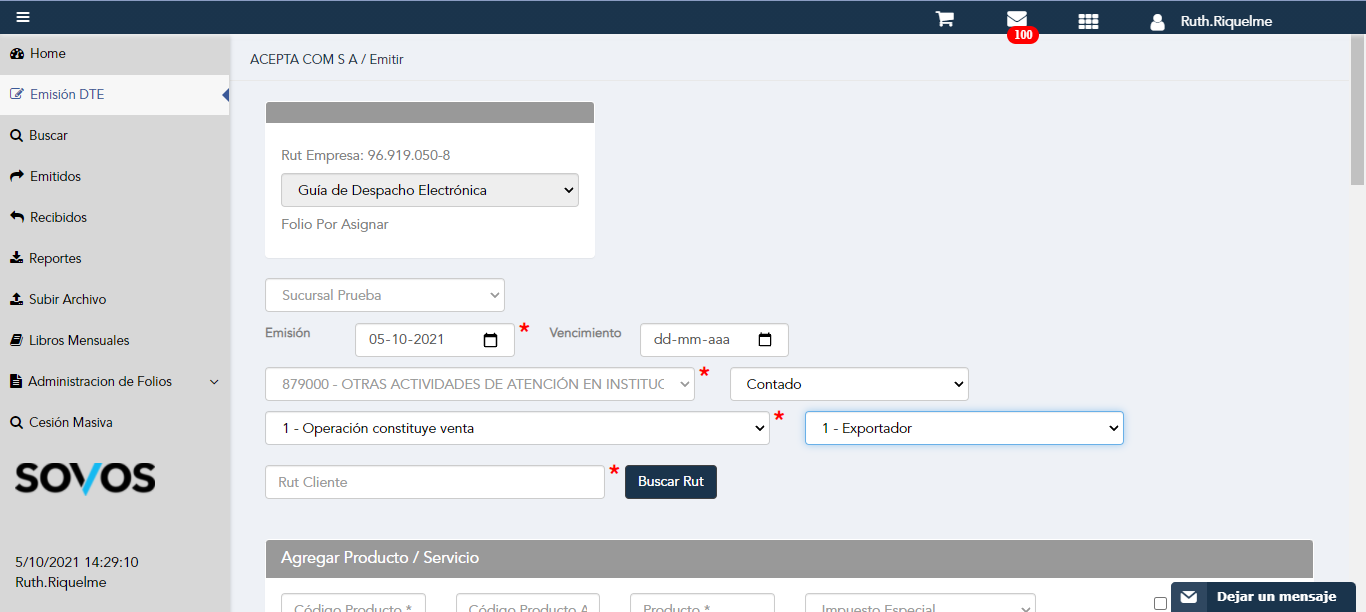 100
Ruth.Riquelme
Home
Emisión DTE
Buscar
Emitidos
Recibidos
Reportes
Subir Archivo
Libros Mensuales
Administracion de Folios
Cesión Masiva
SOVOS
5/10/2021 14:29:10
Ruth.Riquelme
ACEPTA COM S A / Emitir
Rut Empresa: 96.919.050-8
Guía de Despacho Electrónica
Folio Por Asignar
Sucursal Prueba
Emisión 05-10-2021 * Vencimiento dd-mm-aaa
879000 - OTRAS ACTIVIDADES DE ATENCIÓN EN INSTITUC * Contado
1 - Operación constituye venta * 1 - Exportador
Rut Cliente * Buscar Rut
Agregar Producto / Servicio
Código Producto * Código Producto A Producto * Impuesto Especial
Dejar un mensaje